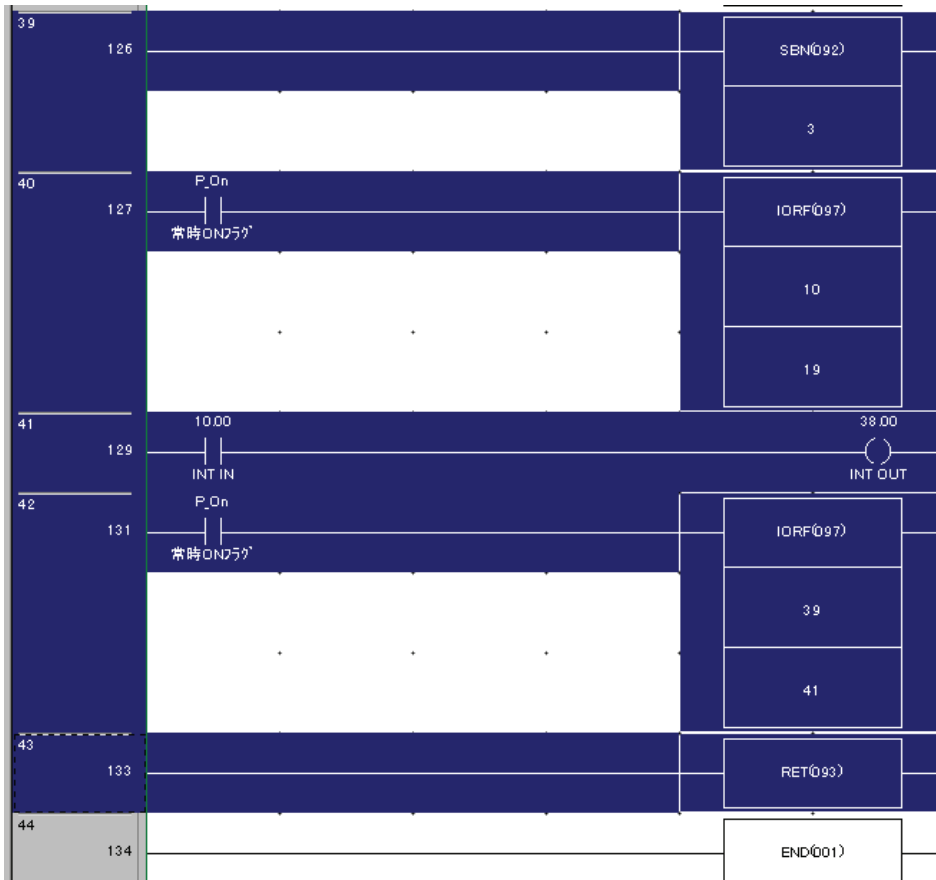 39
126
SBN(092)
3
40
P_On
127
IORF(097)
常時ONフラグ
10
19
41
10.00
38.00
129
INT IN
INT OUT
42
P_On
131
IORF(097)
常時ONフラグ
39
41
43
133
RET(093)
44
134
END(001)